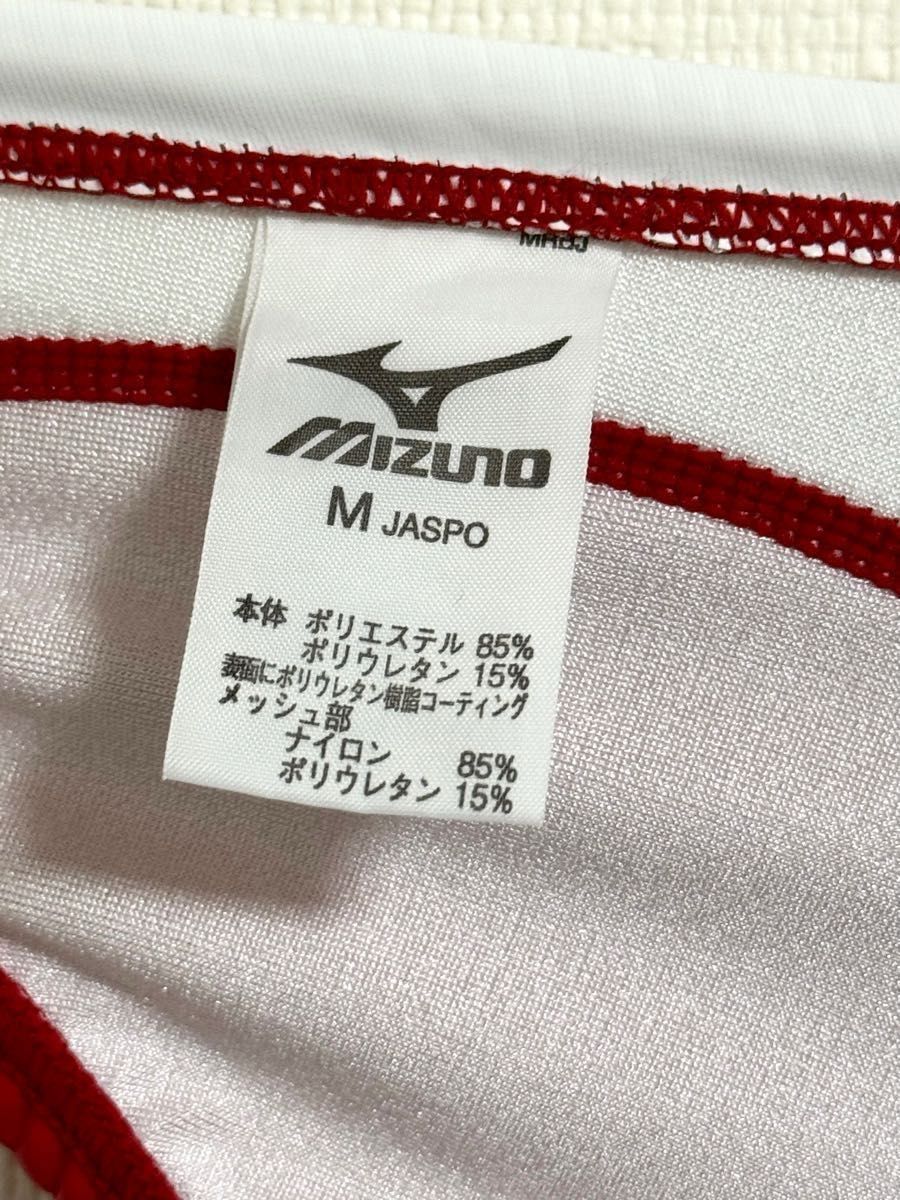 MIZUNO
M JASPO
本体 ポリエステル 85%
ポリウレタン 15%
表面にポリウレタン樹脂コーティング
メッシュ部
ナイロン 85%
ポリウレタン 15%